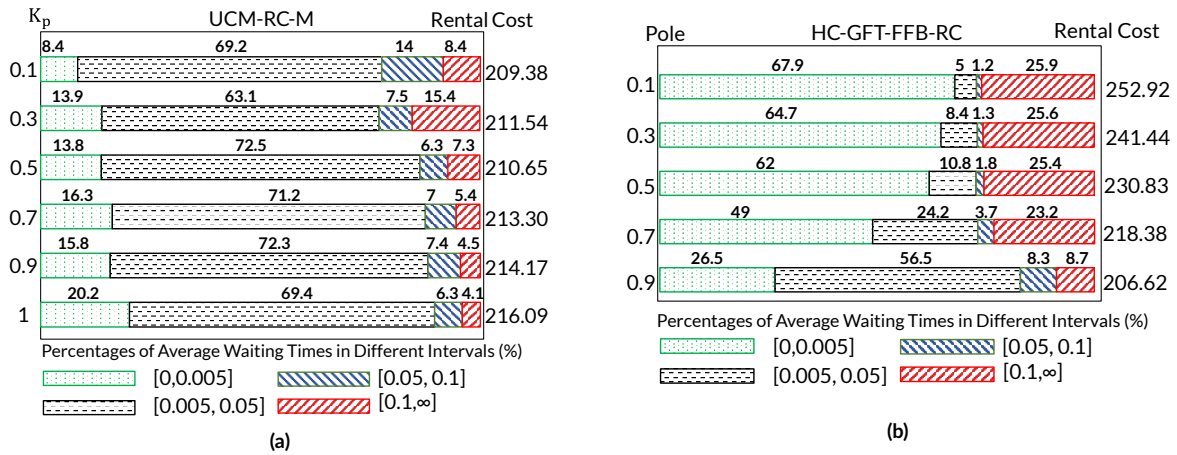 Kp UCM-RC-M Rental Cost
8.4 69.2 14 8.4
0.1 209.38
13.9 63.1 7.5 15.4
0.3 211.54
13.8 72.5 6.3 7.3
0.5 210.65
16.3 71.2 7 5.4
0.7 213.30
15.8 72.3 7.4 4.5
0.9 214.17
20.2 69.4 6.3 4.1
1 216.09
Percentages of Average Waiting Times in Different Intervals (%)
[0,0.005] [0.05, 0.1]
[0.005, 0.05] [0.1,∞]
(a)
Pole HC-GFT-FFB-RC Rental Cost
67.9 5 1.2 25.9
0.1 252.92
64.7 8.4 1.3 25.6
0.3 241.44
62 10.8 1.8 25.4
0.5 230.83
49 24.2 3.7 23.2
0.7 218.38
26.5 56.5 8.3 8.7
0.9 206.62
Percentages of Average Waiting Times in Different Intervals (%)
[0,0.005] [0.05, 0.1]
[0.005, 0.05] [0.1,∞]
(b)